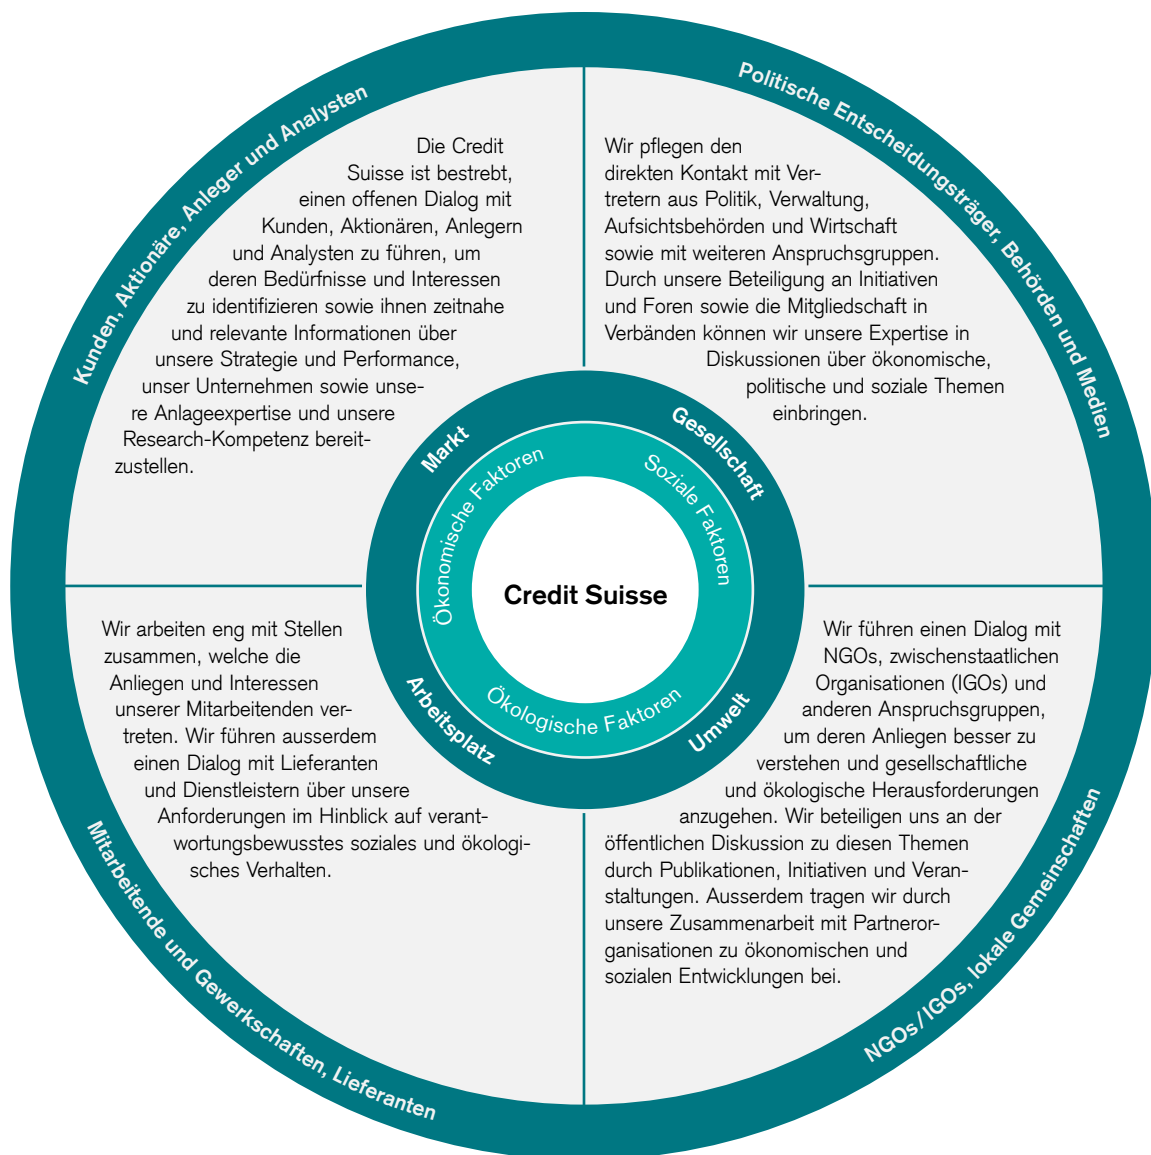 Kunden, Aktionäre, Anleger und Analysten
Die Credit
Suisse ist bestrebt,
einen offenen Dialog mit
Kunden, Aktionären, Anlegern
und Analysten zu führen, um
deren Bedürfnisse und Interessen
zu identifizieren sowie ihnen zeitnahe
und relevante Informationen über
unsere Strategie und Performance,
unser Unternehmen sowie unse-
re Anlageexpertise und unsere
Research-Kompetenz bereit-
zustellen.
Politische Entscheidungsträger, Behörden und Medien
Wir pflegen den
direkten Kontakt mit Ver-
tretern aus Politik, Verwaltung,
Aufsichtsbehörden und Wirtschaft
sowie mit weiteren Anspruchsgruppen.
Durch unsere Beteiligung an Initiativen
und Foren sowie die Mitgliedschaft in
Verbänden können wir unsere Expertise in
Diskussionen über ökonomische,
politische und soziale Themen
einbringen.
Markt
Gesellschaft
Ökonomische Faktoren
Soziale Faktoren
Credit Suisse
Ökologische Faktoren
Arbeitsplatz
Umwelt
Wir arbeiten eng mit Stellen
zusammen, welche die
Anliegen und Interessen
unserer Mitarbeitenden ver-
treten. Wir führen ausserdem
einen Dialog mit Lieferanten
und Dienstleistern über unsere
Anforderungen im Hinblick auf verant-
wortungsbewusstes soziales und ökologi-
sches Verhalten.
Mitarbeitende und Gewerkschaften, Lieferanten
Wir führen einen Dialog mit
NGOs, zwischenstaatlichen
Organisationen (IGOs) und
anderen Anspruchsgruppen,
um deren Anliegen besser zu
verstehen und gesellschaftliche
und ökologische Herausforderungen
anzugehen. Wir beteiligen uns an der
öffentlichen Diskussion zu diesen Themen
durch Publikationen, Initiativen und Veran-
staltungen. Ausserdem tragen wir durch
unsere Zusammenarbeit mit Partneror-
ganisationen zu ökonomischen und
sozialen Entwicklungen bei.
NGOs/IGOs, lokale Gemeinschaften